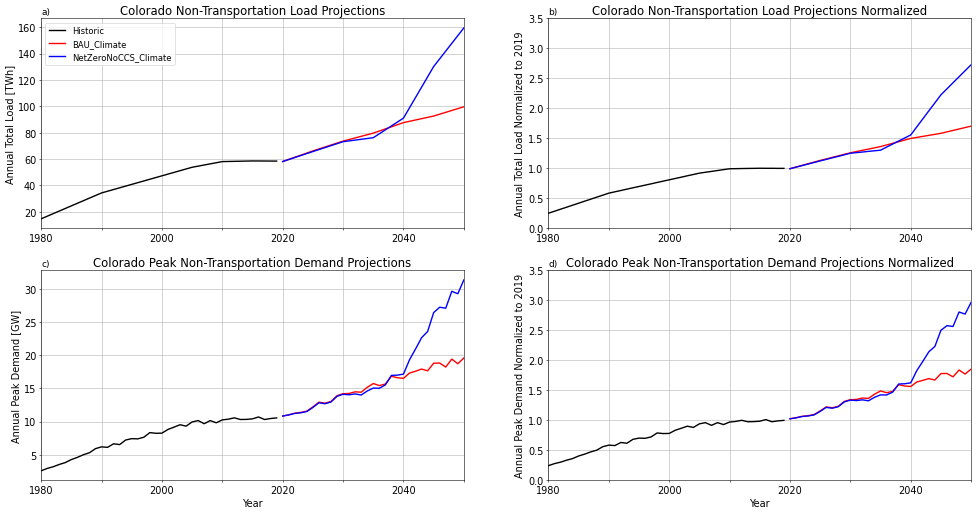 a)
Colorado Non-Transportation Load Projections
Annual Total Load [TWh]
160
140
120
100
80
60
40
20
Historic
BAU_Climate
NetZeroNoCCS_Climate
1980
2000
2020
2040
b)
Colorado Non-Transportation Load Projections Normalized
Annual Total Load Normalized to 2019
3.5
3.0
2.5
2.0
1.5
1.0
0.5
0.0
1980
2000
2020
2040
c)
Colorado Peak Non-Transportation Demand Projections
Annual Peak Demand [GW]
30
25
20
15
10
5
1980
2000
2020
2040
Year
d)
Colorado Peak Non-Transportation Demand Projections Normalized
Annual Peak Demand Normalized to 2019
3.5
3.0
2.5
2.0
1.5
1.0
0.5
0.0
1980
2000
2020
2040
Year